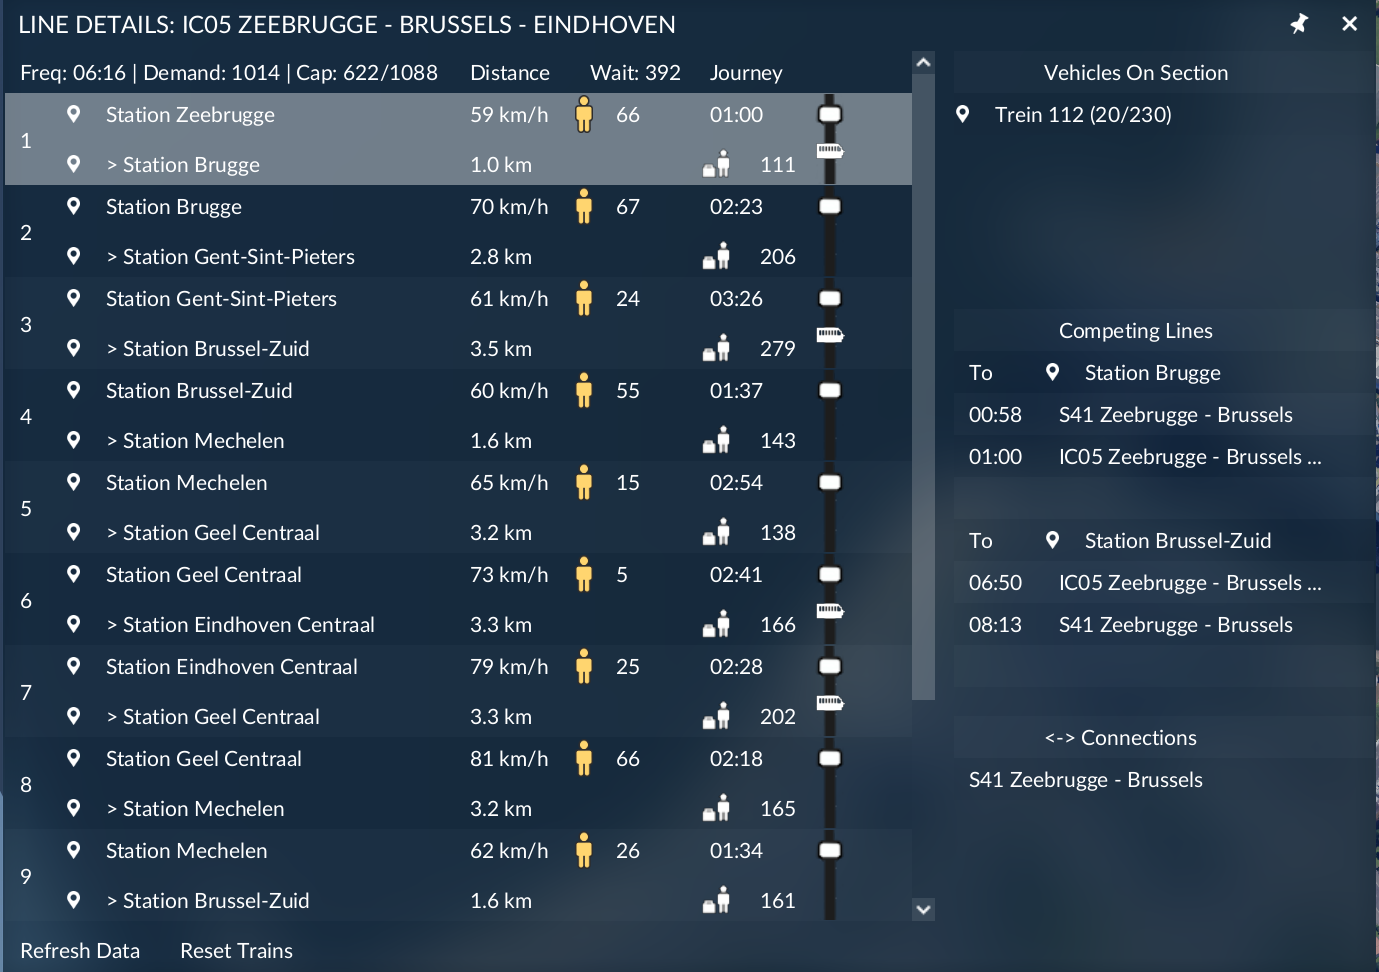 LINE DETAILS: IC05 ZEEBRUGGE - BRUSSELS - EINDHOVEN
Freq: 06:16 | Demand: 1014 | Cap: 622/1088 Distance Wait: 392 Journey
1
Station Zeebrugge 59 km/h 66 01:00
> Station Brugge 1.0 km 111
2
Station Brugge 70 km/h 67 02:23
> Station Gent-Sint-Pieters 2.8 km 206
3
Station Gent-Sint-Pieters 61 km/h 24 03:26
> Station Brussel-Zuid 3.5 km 279
4
Station Brussel-Zuid 60 km/h 55 01:37
> Station Mechelen 1.6 km 143
5
Station Mechelen 65 km/h 15 02:54
> Station Geel Centraal 3.2 km 138
6
Station Geel Centraal 73 km/h 5 02:41
> Station Eindhoven Centraal 3.3 km 166
7
Station Eindhoven Centraal 79 km/h 25 02:28
> Station Geel Centraal 3.3 km 202
8
Station Geel Centraal 81 km/h 66 02:18
> Station Mechelen 3.2 km 165
9
Station Mechelen 62 km/h 26 01:34
> Station Brussel-Zuid 1.6 km 161
Refresh Data Reset Trains
Vehicles On Section
Trein 112 (20/230)
Competing Lines
To Station Brugge
00:58 S41 Zeebrugge - Brussels
01:00 IC05 Zeebrugge - Brussels ...
To Station Brussel-Zuid
06:50 IC05 Zeebrugge - Brussels ...
08:13 S41 Zeebrugge - Brussels
<-> Connections
S41 Zeebrugge - Brussels